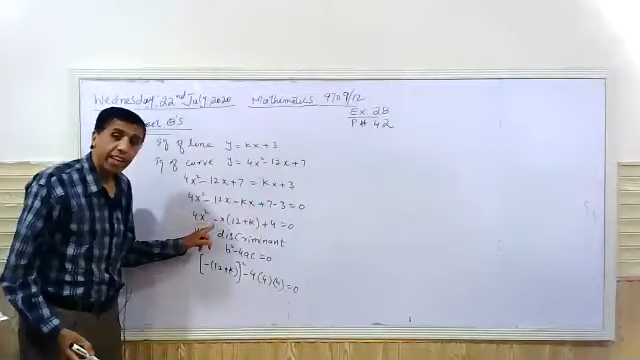 Wednesday: 22nd July 2020 Mathematics 9709/12
Ex 2B
P# 42
Q's
Eq of line y = kx + 3
Eq of curve y = 4x² - 12x + 7
4x² - 12x + 7 = kx + 3
4x² - 12x - kx + 7 - 3 = 0
4x² - x(12 + k) + 4 = 0
discriminant
b² - 4ac = 0
[-(12+k)]² - 4(4)(4) = 0